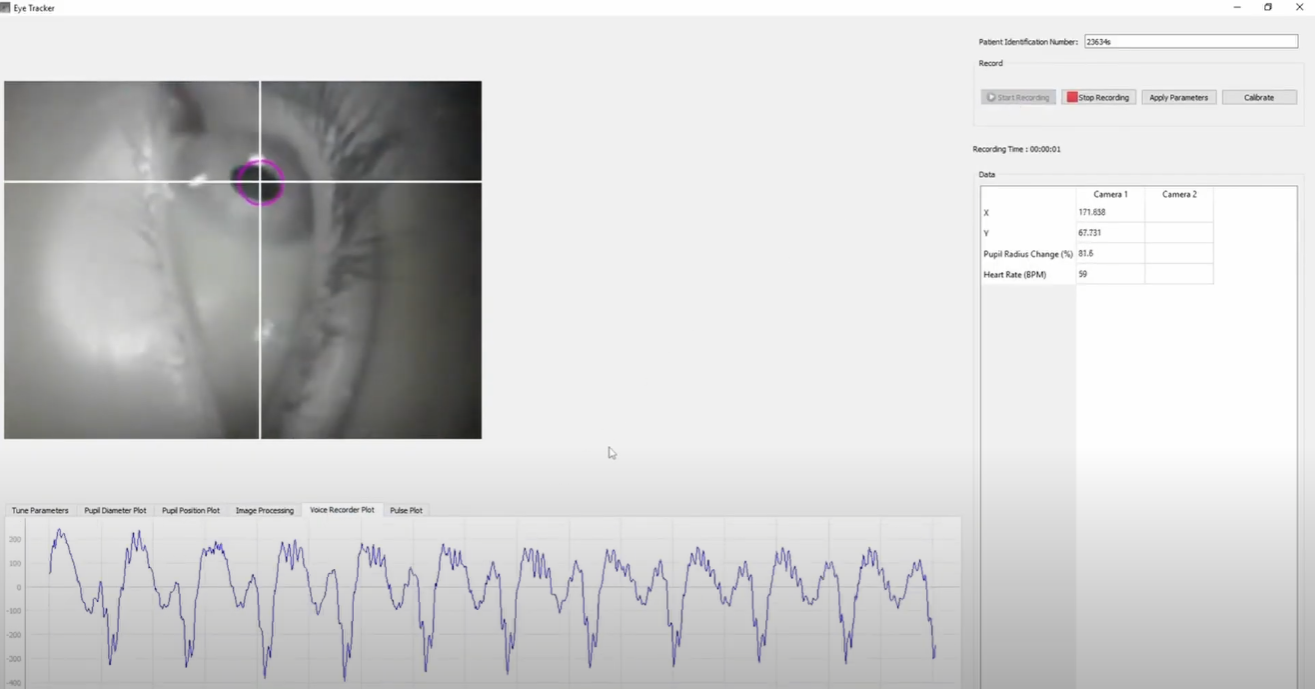 Eye Tracker
Patient Identification Number: 23634s
Record
Start Recording Stop Recording Apply Parameters Calibrate
Recording Time : 00:00:01
Data
Camera 1 Camera 2
X 171.638
Y 67.731
Pupil Radius Change (%) 81.6
Heart Rate (BPM) 59
Tune Parameters Pupil Diameter Plot Pupil Position Plot Image Processing Voice Recorder Plot Pulse Plot
200
100
0
-100
-200
-300
-400